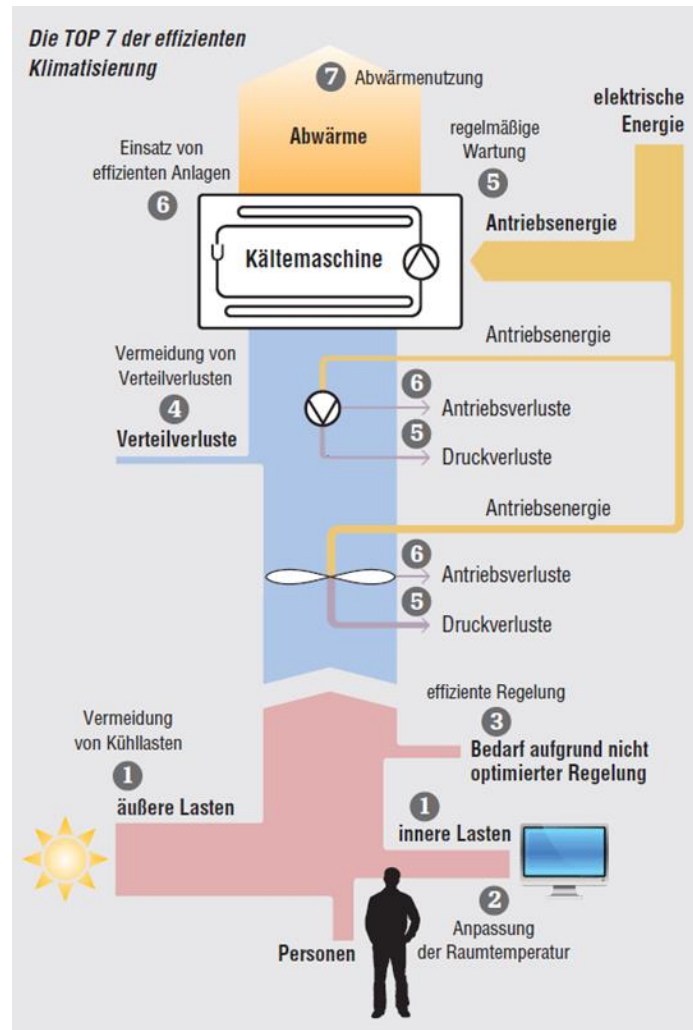 Die TOP 7 der effizienten
Klimatisierung
7 Abwärmenutzung
Abwärme
elektrische
Energie
regelmäßige
Wartung
5
Einsatz von
effizienten Anlagen
6
Antriebsenergie
Kältemaschine
Antriebsenergie
Vermeidung von
Verteilverlusten
4
Verteilverluste
6
Antriebsverluste
5
Druckverluste
Antriebsenergie
6
Antriebsverluste
5
Druckverluste
effiziente Regelung
3
Bedarf aufgrund nicht
optimierter Regelung
Vermeidung
von Kühllasten
1
äußere Lasten
1
innere Lasten
2
Anpassung
der Raumtemperatur
Personen